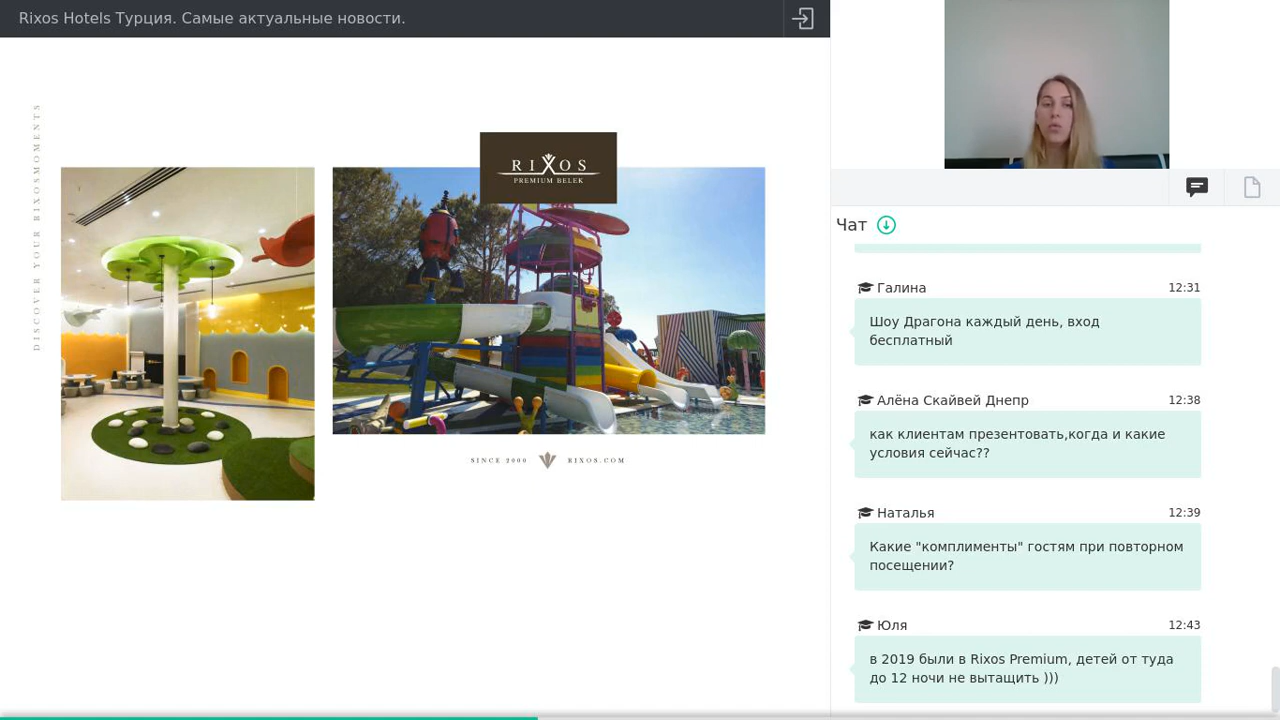 Rixos Hotels Турция. Самые актуальные новости.
DISCOVER YOUR RIXOSMOMENTS
RIXOS
PREMIUM BELEK
SINCE 2000 RIXOS.COM
Чат
Галина 12:31
Шоу Драгона каждый день, вход
бесплатный
Алёна Скайвей Днепр 12:38
как клиентам презентовать,когда и какие
условия сейчас??
Наталья 12:39
Какие "комплименты" гостям при повторном
посещении?
Юля 12:43
в 2019 были в Rixos Premium, детей от туда
до 12 ночи не вытащить )))